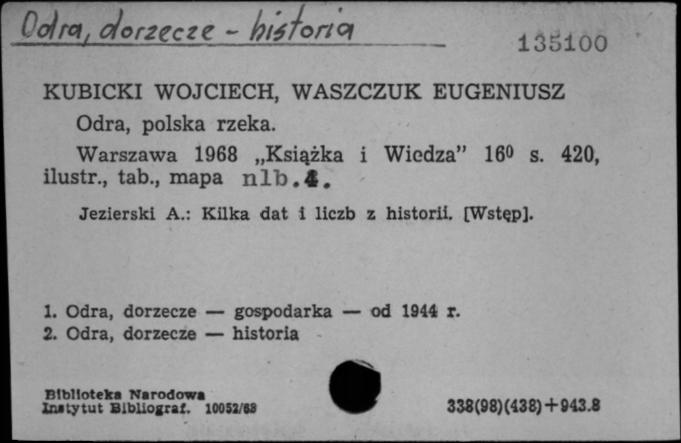 Odra, dorzecze - historia
135100
KUBICKI WOJCIECH, WASZCZUK EUGENIUSZ
Odra, polska rzeka.
Warszawa 1968 „Książka i Wiedza” 16⁰ s. 420,
ilustr., tab., mapa nlb.
Jezierski A.: Kilka dat i liczb z historii. [Wstęp].
1. Odra, dorzecze — gospodarka — od 1944 r.
2. Odra, dorzecze — historia
Biblioteka Narodowa
Instytut Bibliograf. 10052/68
338(98)(438)+943.8